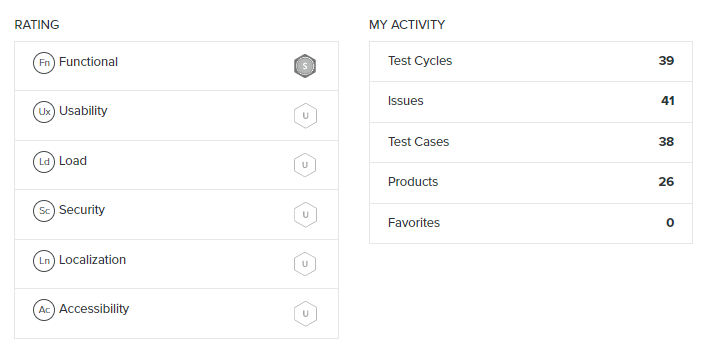 RATING
Fn Functional S
Ux Usability U
Ld Load U
Sc Security U
Ln Localization U
Ac Accessibility U
MY ACTIVITY
Test Cycles 39
Issues 41
Test Cases 38
Products 26
Favorites 0